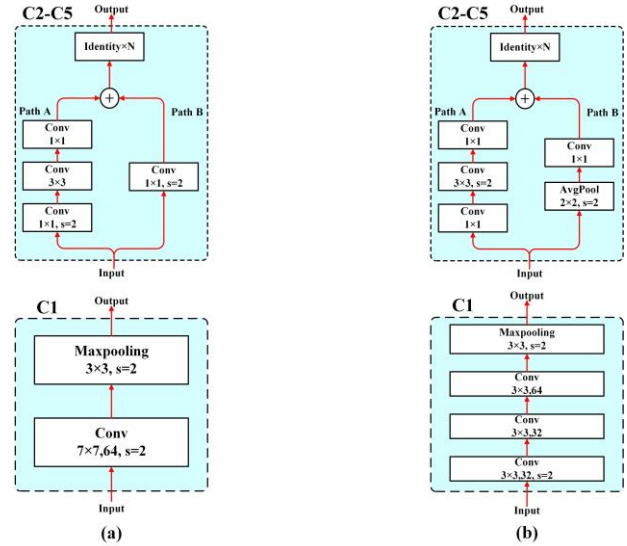 C2-C5
Output
Identity×N
+
Path A
Path B
Conv
1×1
Conv
3×3
Conv
1×1, s=2
Conv
1×1, s=2
Input
C1
Output
Maxpooling
3×3, s=2
Conv
7×7,64, s=2
Input
(a)
C2-C5
Output
Identity×N
+
Path A
Path B
Conv
1×1
Conv
3×3, s=2
Conv
1×1
Conv
1×1
AvgPool
2×2, s=2
Input
C1
Output
Maxpooling
3×3, s=2
Conv
3×3,64
Conv
3×3,32
Conv
3×3,32, s=2
Input
(b)